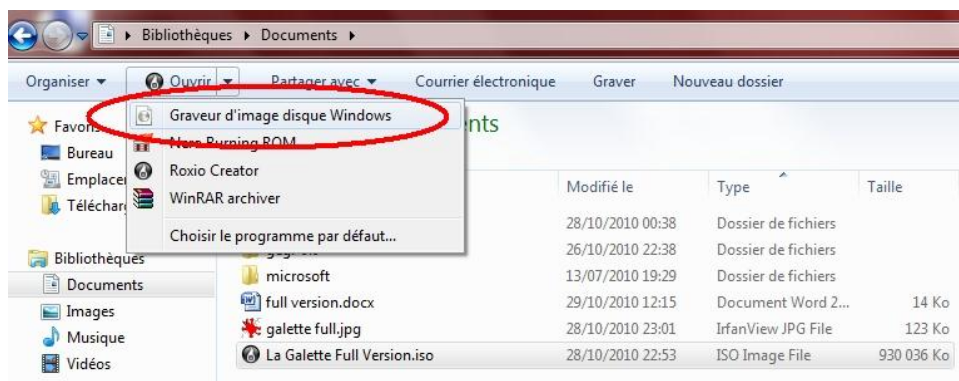 Bibliothèques Documents
Organiser Ouvrir Partager avec Courrier électronique Graver Nouveau dossier
Graveur d'image disque Windows
Nero Burning ROM
Roxio Creator
WinRAR archiver
Choisir le programme par défaut...
nts
Favoris
Bureau
Téléchar
Bibliothèques
Documents
Images
Musique
Vidéos
Modifié le Type Taille
28/10/2010 00:38 Dossier de fichiers
26/10/2010 22:38 Dossier de fichiers
microsoft 13/07/2010 19:29 Dossier de fichiers
full version.docx 29/10/2010 12:15 Document Word 2... 14 Ko
galette full.jpg 28/10/2010 23:01 IrfanView JPG File 123 Ko
La Galette Full Version.iso 28/10/2010 22:53 ISO Image File 930 036 Ko